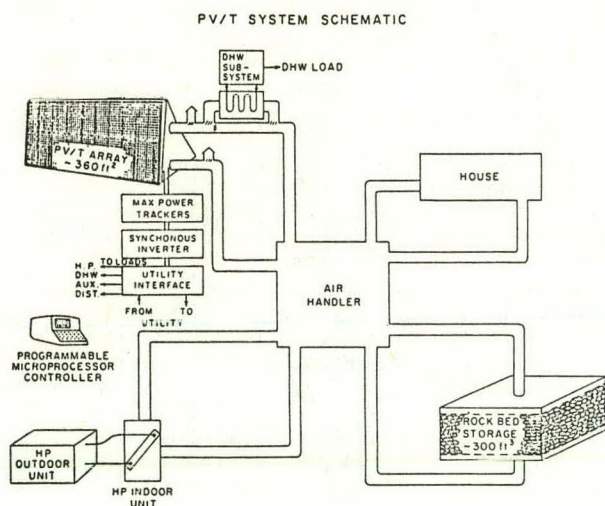 PV/T SYSTEM SCHEMATIC
DHW
SUB-
SYSTEM
DHW LOAD
PV/T ARRAY
~360 ft²
HOUSE
MAX POWER
TRACKERS
SYNCHONOUS
INVERTER
TO LOADS
H.P.
DHW
AUX.
DIST.
UTILITY
INTERFACE
FROM TO
UTILITY
AIR
HANDLER
PROGRAMMABLE
MICROPROCESSOR
CONTROLLER
ROCK BED
STORAGE
~300 ft³
HP
OUTDOOR
UNIT
HP INDOOR
UNIT